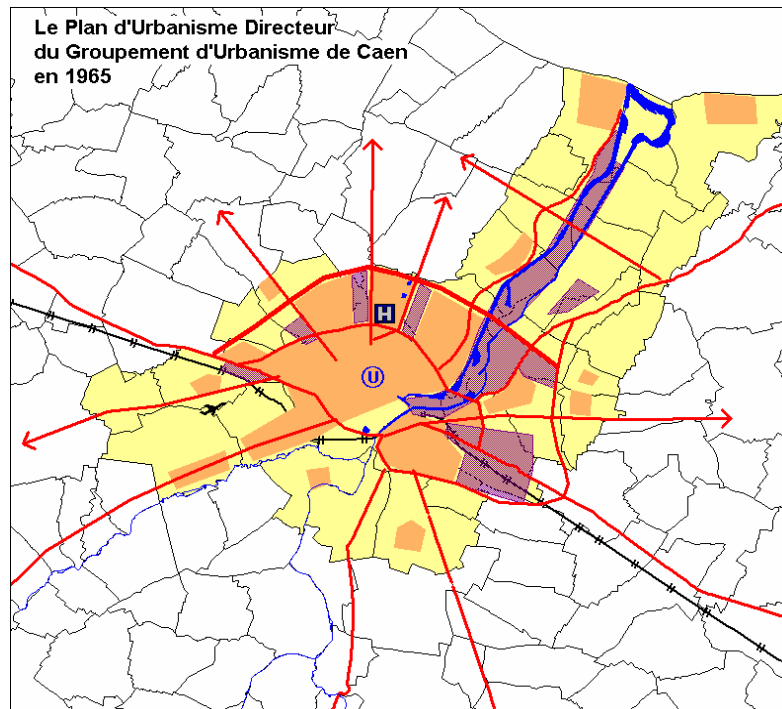 Le Plan d'Urbanisme Directeur
du Groupement d'Urbanisme de Caen
en 1965
H
U